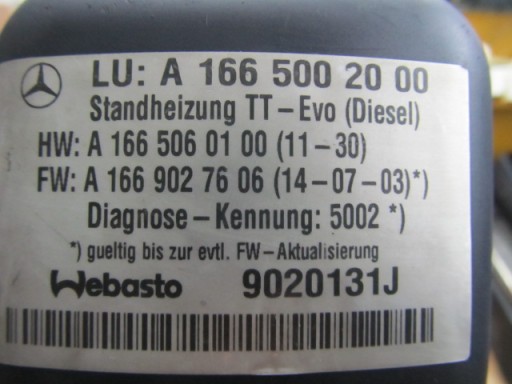 LU: A 166 500 20 00
Standheizung TT-Evo (Diesel)
HW: A 166 506 01 00 (11-30)
FW: A 166 902 76 06 (14-07-03)*)
Diagnose-Kennung: 5002 *)
*) gueltig bis zur evtl. FW-Aktualisierung
Webasto 9020131J